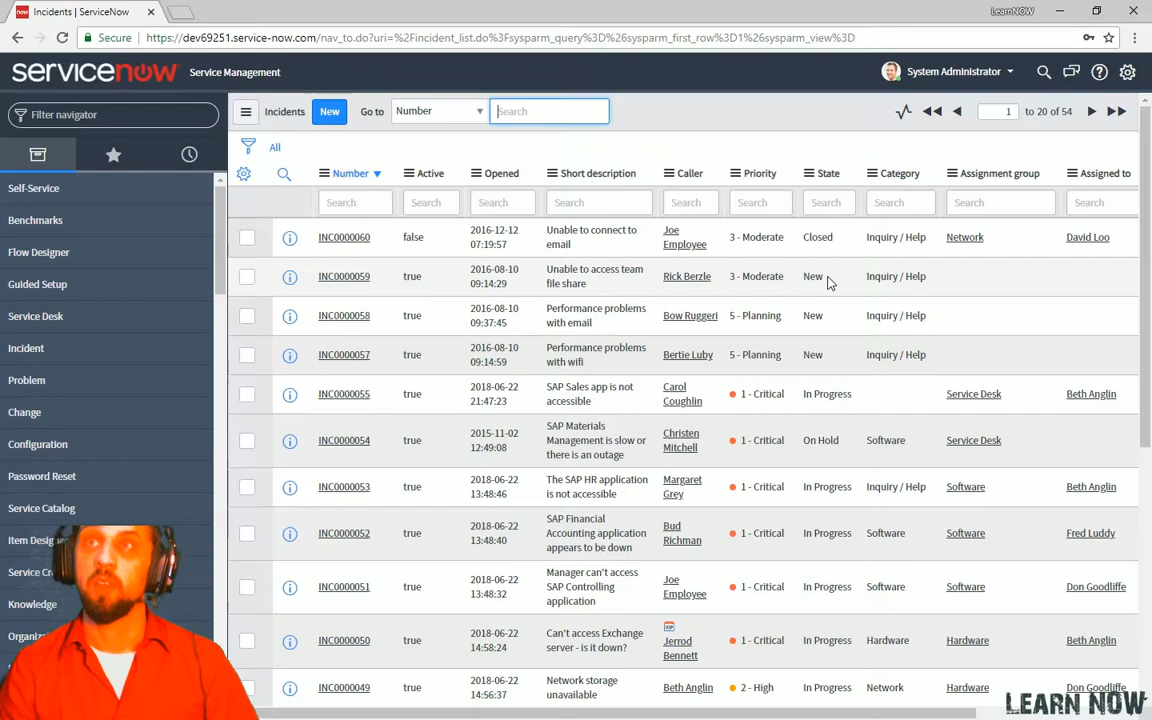 Incidents | ServiceNow
LearnNOW
Secure
https://dev69251.service-now.com/nav_to.do?uri=%2Fincident_list.do%3Fsysparm_query%3D%26sysparm_first_row%3D1%26sysparm_view%3D
servicenow Service Management
System Administrator
Filter navigator
Incidents New Go to Number Search
1 to 20 of 54
All
Number Active Opened Short description Caller Priority State Category Assignment group Assigned to
Search Search Search Search Search Search Search Search Search Search
Self-Service
Benchmarks
Flow Designer
Guided Setup
Service Desk
Incident
Problem
Change
Configuration
Password Reset
Service Catalog
Item Designe
Service Cr
Knowledge
Organiz
INC0000060 false 2016-12-12 07:19:57 Unable to connect to email Joe Employee 3 - Moderate Closed Inquiry / Help Network David Loo
INC0000059 true 2016-08-10 09:14:29 Unable to access team file share Rick Berzle 3 - Moderate New Inquiry / Help
INC0000058 true 2016-08-10 09:37:45 Performance problems with email Bow Ruggeri 5 - Planning New Inquiry / Help
INC0000057 true 2016-08-10 09:14:59 Performance problems with wifi Bertie Luby 5 - Planning New Inquiry / Help
INC0000055 true 2018-06-22 21:47:23 SAP Sales app is not accessible Carol Coughlin 1 - Critical In Progress Service Desk Beth Anglin
INC0000054 true 2015-11-02 12:49:08 SAP Materials Management is slow or there is an outage Christen Mitchell 1 - Critical On Hold Software Service Desk
INC0000053 true 2018-06-22 13:48:46 The SAP HR application is not accessible Margaret Grey 1 - Critical In Progress Inquiry / Help Software Beth Anglin
INC0000052 true 2018-06-22 13:48:40 SAP Financial Accounting application appears to be down Bud Richman 1 - Critical In Progress Software Software Fred Luddy
INC0000051 true 2018-06-22 13:48:32 Manager can't access SAP Controlling application Joe Employee 1 - Critical In Progress Software Software Don Goodliffe
INC0000050 true 2018-06-22 14:58:24 Can't access Exchange server - is it down? VIP Jerrod Bennett 1 - Critical In Progress Hardware Hardware Beth Anglin
INC0000049 true 2018-06-22 14:56:37 Network storage unavailable Beth Anglin 2 - High In Progress Network Hardware Don Goodliffe
LEARN NOW